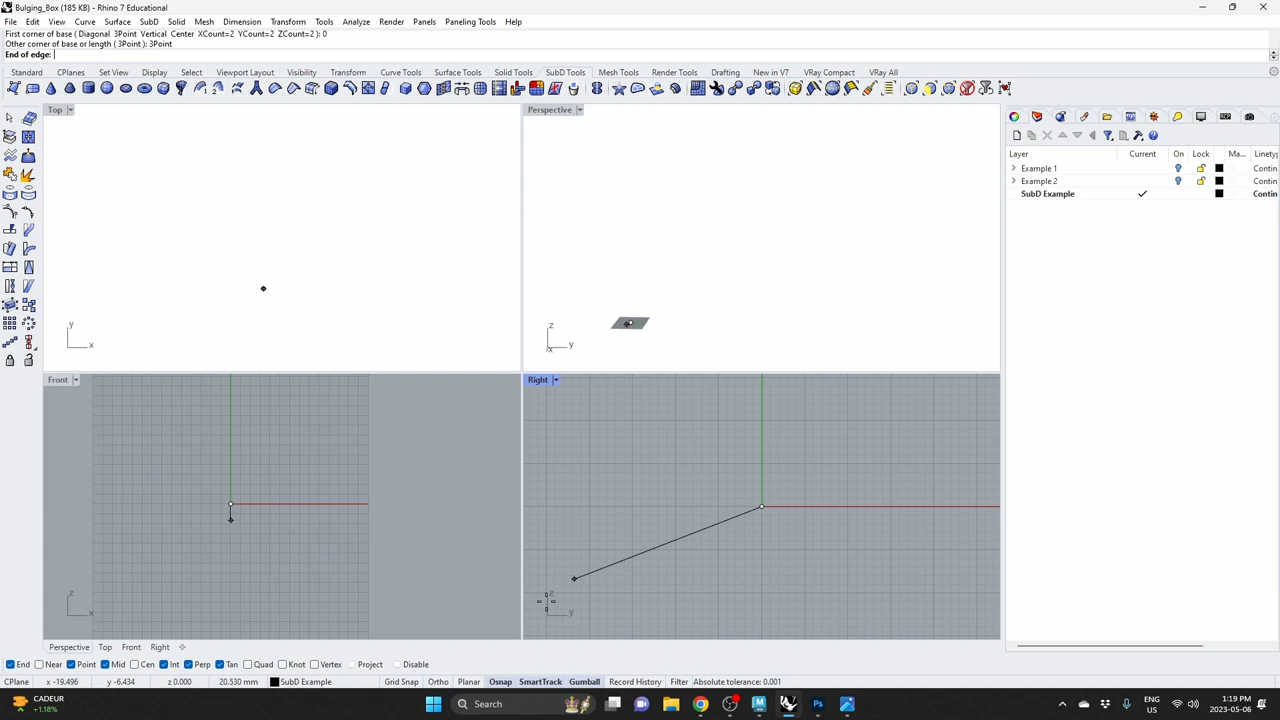 Bulging_Box (185 KB) - Rhino 7 Educational
File Edit View Curve Surface SubD Solid Mesh Dimension Transform Tools Analyze Render Panels Help
First corner of base ( Diagonal 3Point Vertical Center XCount=2 YCount=2 ZCount=2 ): 0
Other corner of base or length ( 3Point ): 3Point
End of edge:
Standard CPlanes Set View Display Select Viewport Layout Visibility Transform Curve Tools Surface Tools Solid Tools SubD Tools Mesh Tools Render Tools Drafting New in V7 VRay Compact VRay All
Top Perspective
Layer Current On Lock Ma... Linety
Example 1 Contin
Example 2 Contin
SubD Example Contin
y x
z y
Front Right
z x
z y
Perspective Top Front Right
End Near Point Mid Cen Int Perp Tan Quad Knot Vertex Project Disable
CPlane x -19.496 y -6.434 z 0.000 20.530 mm SubD Example Grid Snap Ortho Planar Osnap SmartTrack Gumball Record History Filter Absolute tolerance: 0.001
CADEUR
+1.18%
Search
ENG
US
1:19 PM
2023-05-06